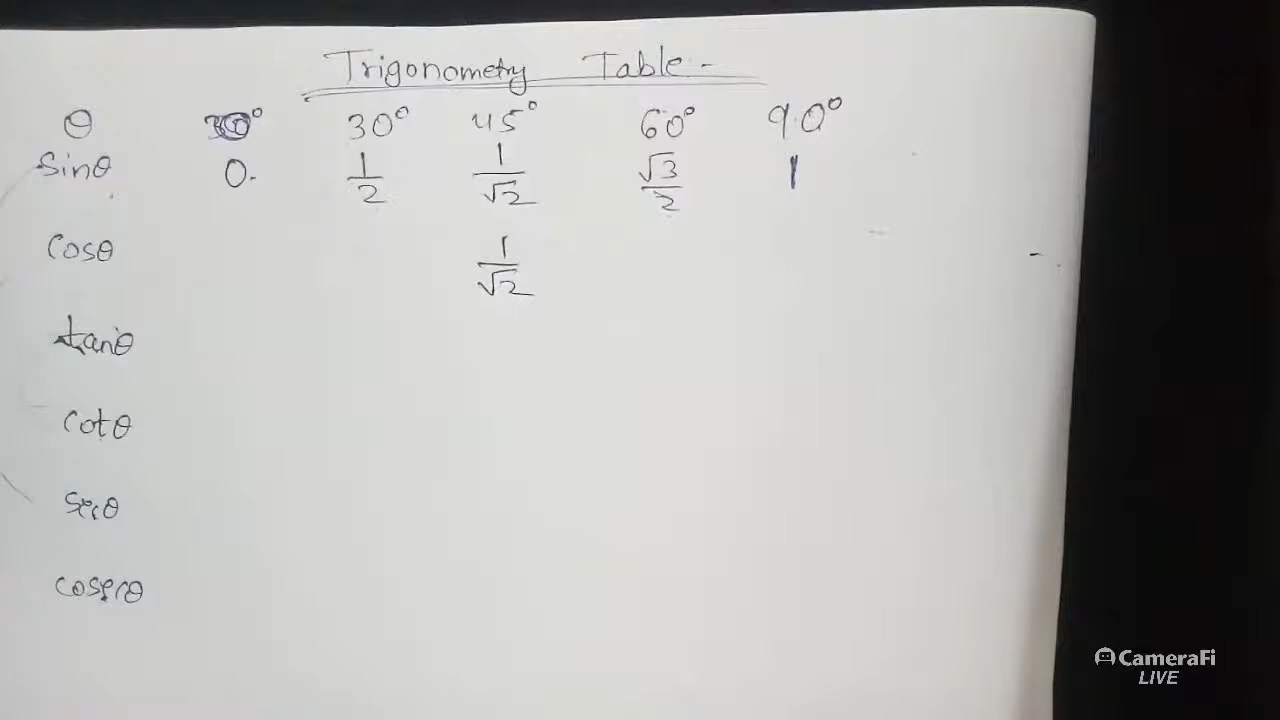 Trigonometry Table -
θ 0° 30° 45° 60° 90°
sinθ 0 1/2 1/√2 √3/2 1
cosθ 1/√2
tanθ
cotθ
secθ
cosecθ
CameraFi
LIVE